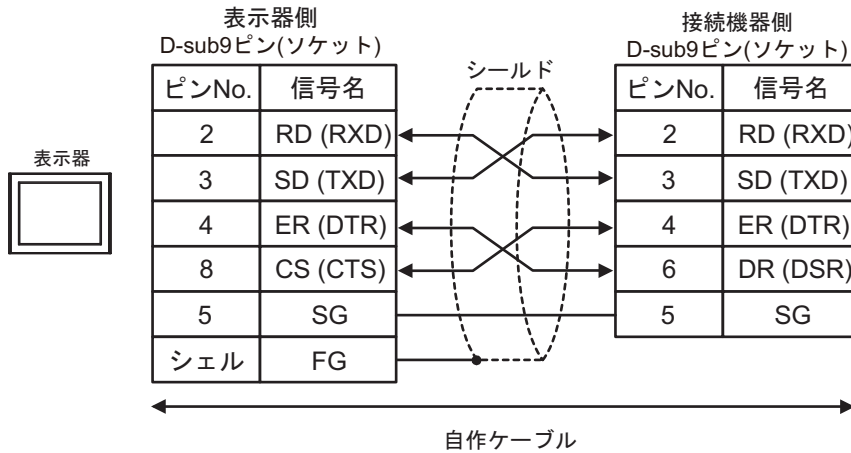 表示器側
D-sub9ピン(ソケット)
接続機器側
D-sub9ピン(ソケット)
シールド
ピンNo. 信号名
ピンNo. 信号名
2 RD (RXD)
2 RD (RXD)
3 SD (TXD)
3 SD (TXD)
4 ER (DTR)
4 ER (DTR)
8 CS (CTS)
6 DR (DSR)
5 SG
5 SG
シェル FG
表示器
自作ケーブル